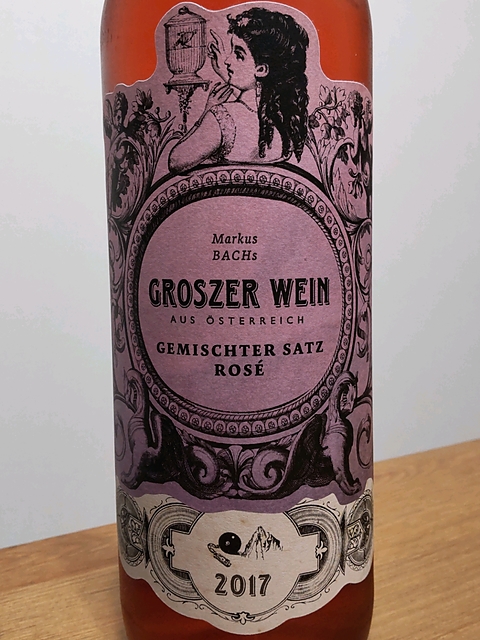 Markus
BACHs
GROSZER WEIN
AUS ÖSTERREICH
GEMISCHTER SATZ
ROSÉ
2017